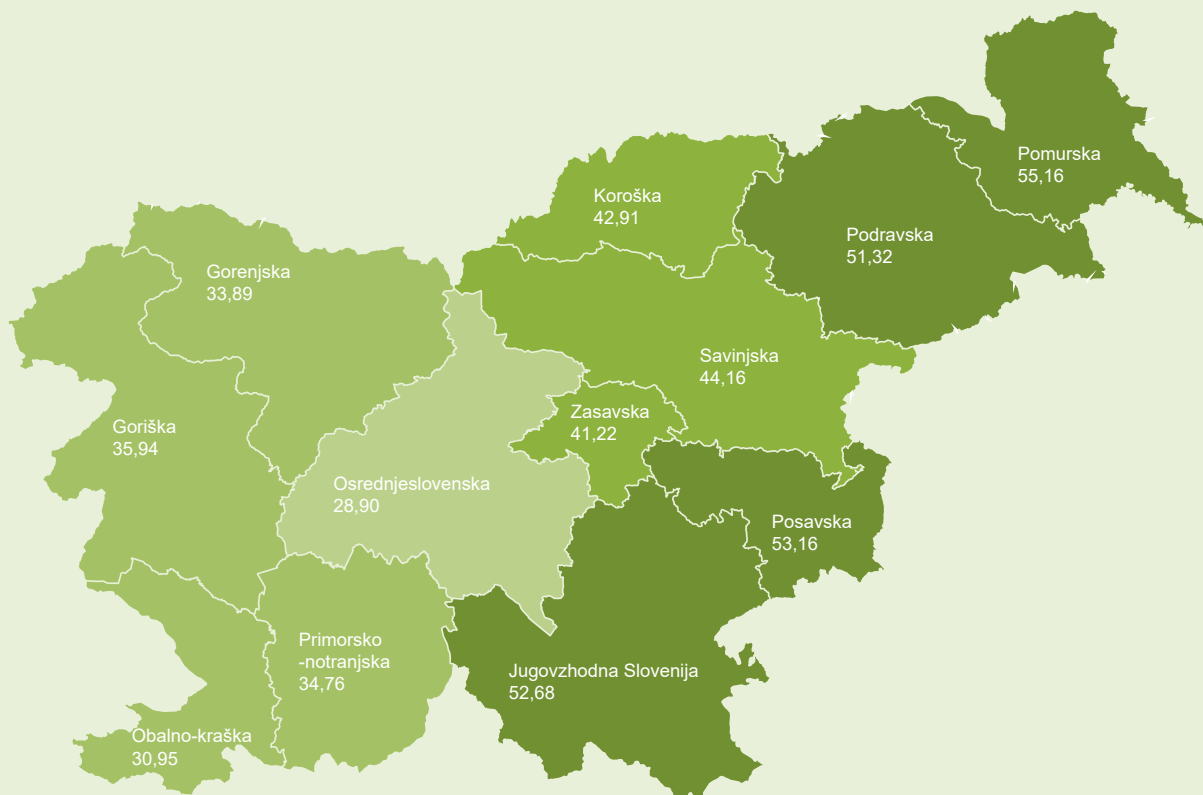 Pomurska
55,16
Koroška
42,91
Podravska
51,32
Gorenjska
33,89
Savinjska
44,16
Zasavska
41,22
Goriška
35,94
Osrednjeslovenska
28,90
Posavska
53,16
Primorsko
-notranjska
34,76
Jugovzhodna Slovenija
52,68
Obalno-kraška
30,95